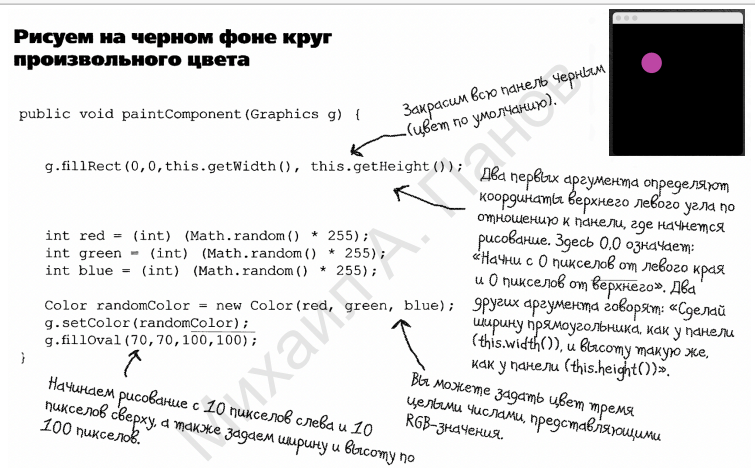 Рисуем на черном фоне круг
произвольного цвета
public void paintComponent(Graphics g) {
Закрасим всю панель черным
(цвет по умолчанию).
g.fillRect(0,0,this.getWidth(), this.getHeight());
Два первых аргумента определяют
координаты верхнего левого угла по
отношению к панели, где начнется
рисование. Здесь 0,0 означает:
«Начни с 0 пикселов от левого края
и 0 пикселов от верхнего». Два
других аргумента говорят: «Сделай
ширину прямоугольника, как у панели
(this.width()), и высоту такую же,
как у панели (this.height())».
int red = (int) (Math.random() * 255);
int green = (int) (Math.random() * 255);
int blue = (int) (Math.random() * 255);
Color randomColor = new Color(red, green, blue);
g.setColor(randomColor);
g.fillOval(70,70,100,100);
}
Начинаем рисование с 10 пикселов слева и 10
пикселов сверху, а также задаем ширину и высоту по
100 пикселов.
Вы можете задать цвет тремя
целыми числами, представляющими
RGB-значения.
Михаил А. Панов